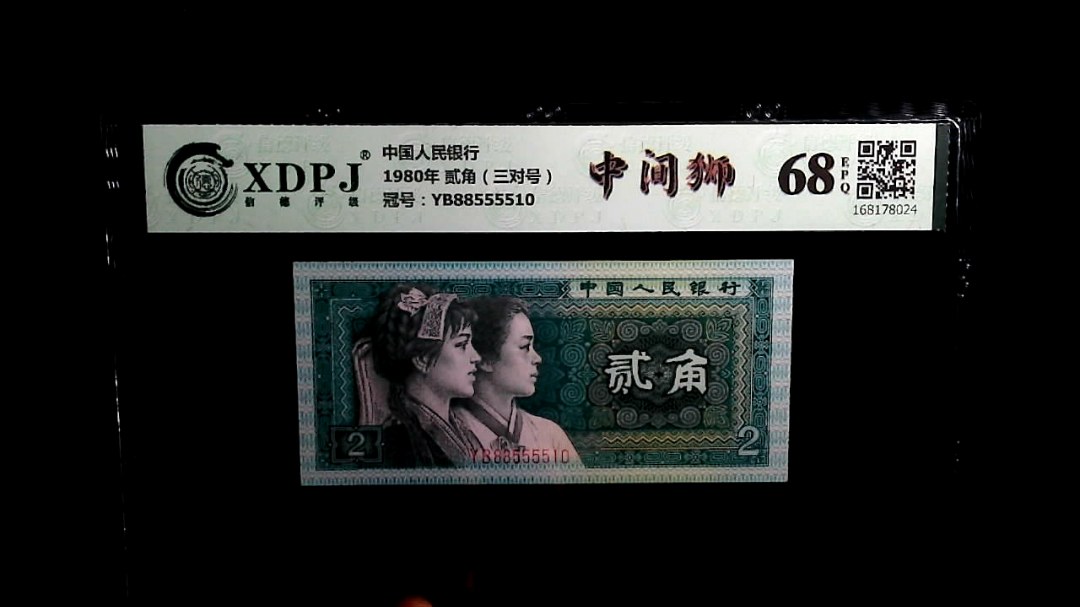 XDPJ®
信德评级
中国人民银行
1980年 贰角（三对号）
冠号：YB88555510
中间狮
68
EPQ
168178024
中國人民銀行
贰角
2
2
YB88555510